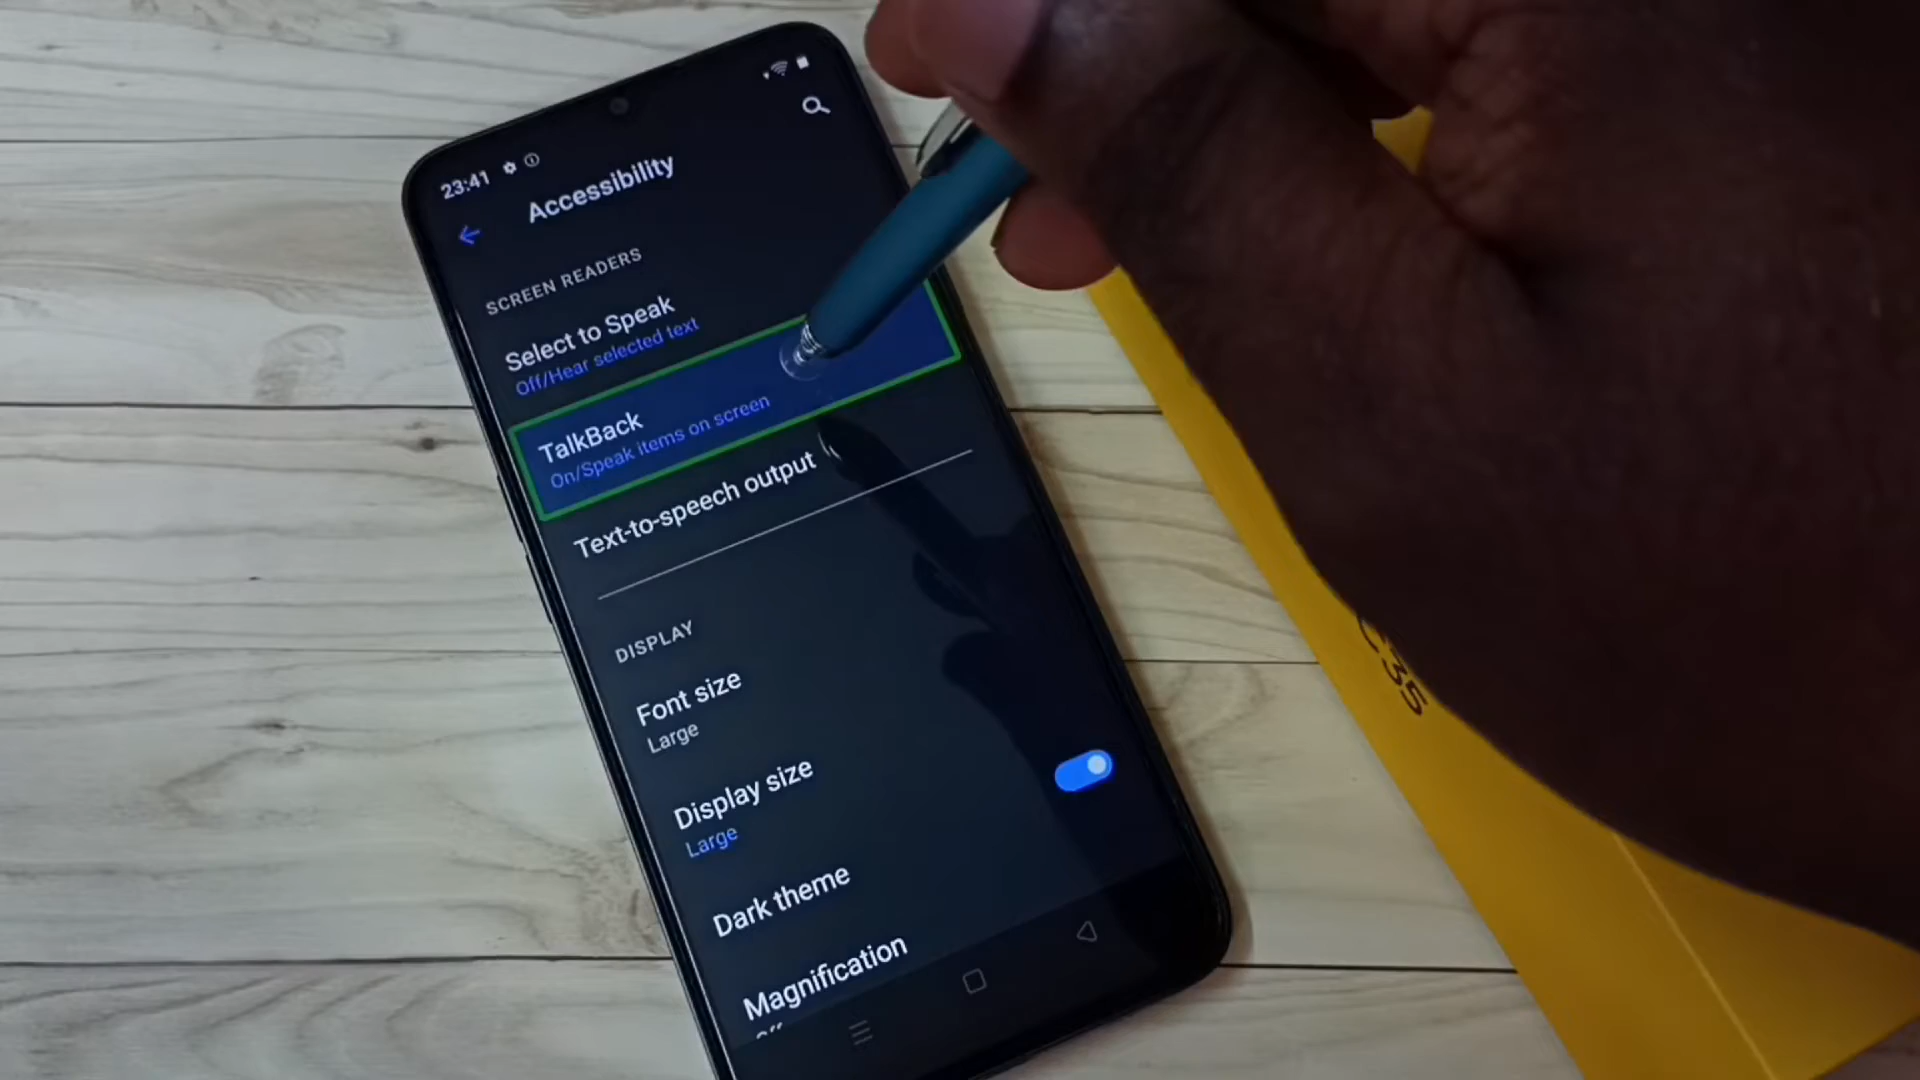 23:41
Accessibility
SCREEN READERS
Select to Speak
Off/Hear selected text
TalkBack
On/Speak items on screen
Text-to-speech output
DISPLAY
Font size
Large
Display size
Large
Dark theme
Magnification
C35